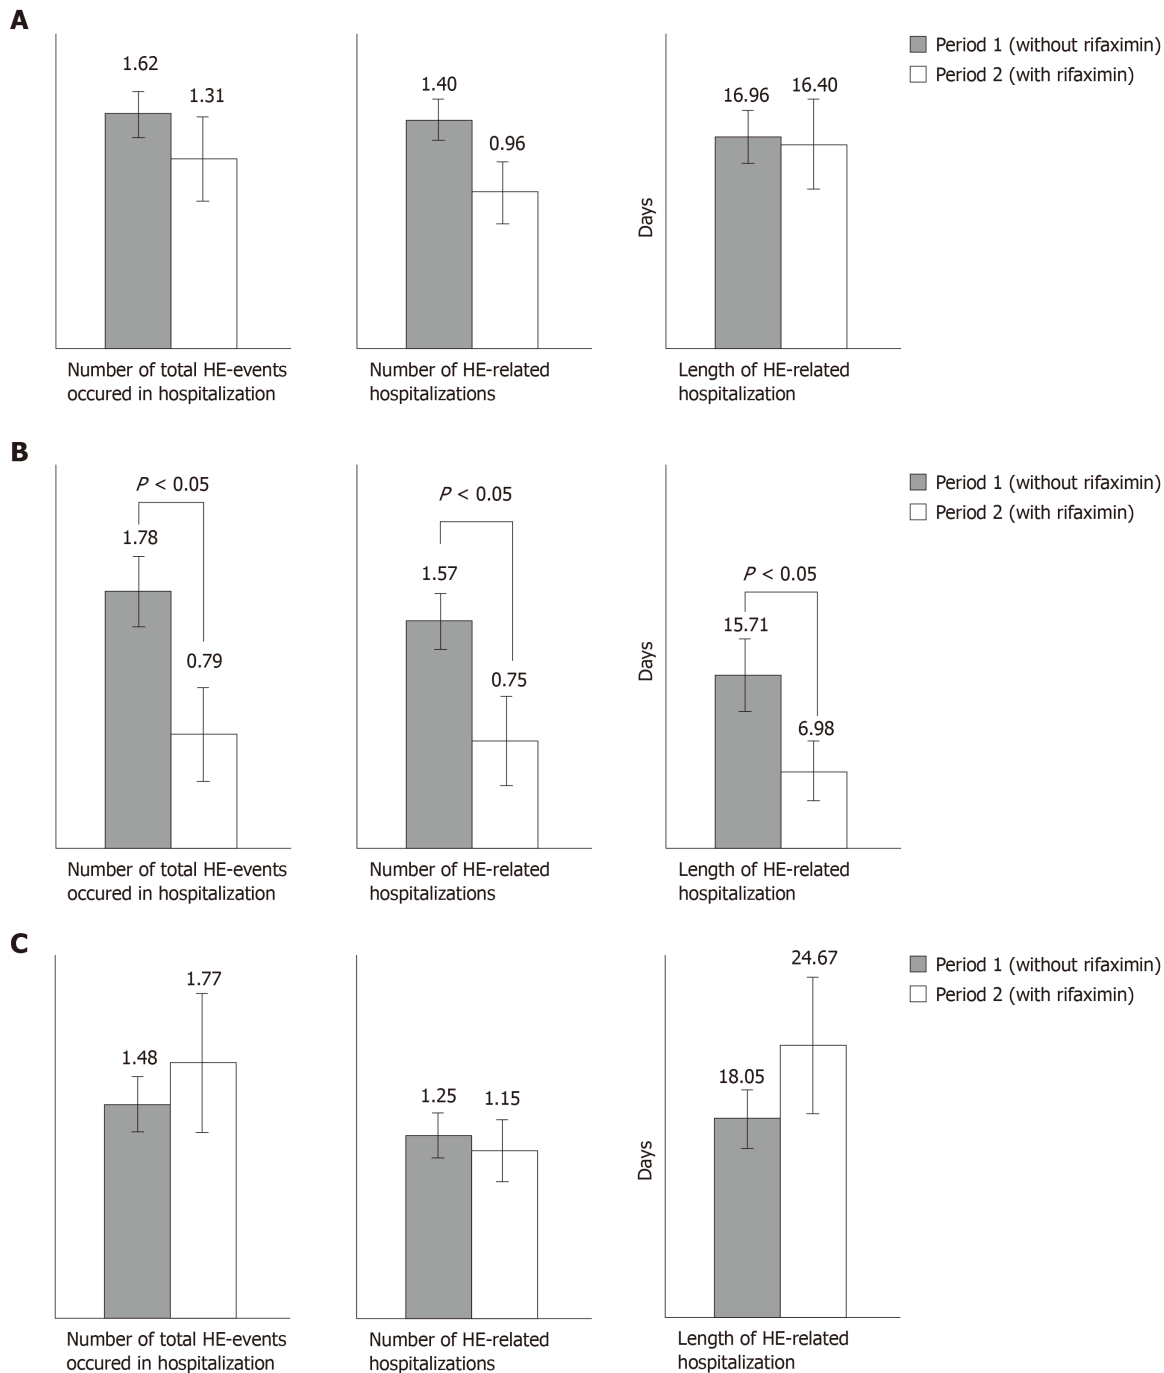 A
1.62
1.31
1.40
0.96
16.96
16.40
Days
Period 1 (without rifaximin)
Period 2 (with rifaximin)
Number of total HE-events
occured in hospitalization
Number of HE-related
hospitalizations
Length of HE-related
hospitalization
B
P < 0.05
1.78
0.79
P < 0.05
1.57
0.75
P < 0.05
15.71
6.98
Days
Period 1 (without rifaximin)
Period 2 (with rifaximin)
Number of total HE-events
occured in hospitalization
Number of HE-related
hospitalizations
Length of HE-related
hospitalization
C
1.48
1.77
1.25
1.15
18.05
24.67
Days
Period 1 (without rifaximin)
Period 2 (with rifaximin)
Number of total HE-events
occured in hospitalization
Number of HE-related
hospitalizations
Length of HE-related
hospitalization